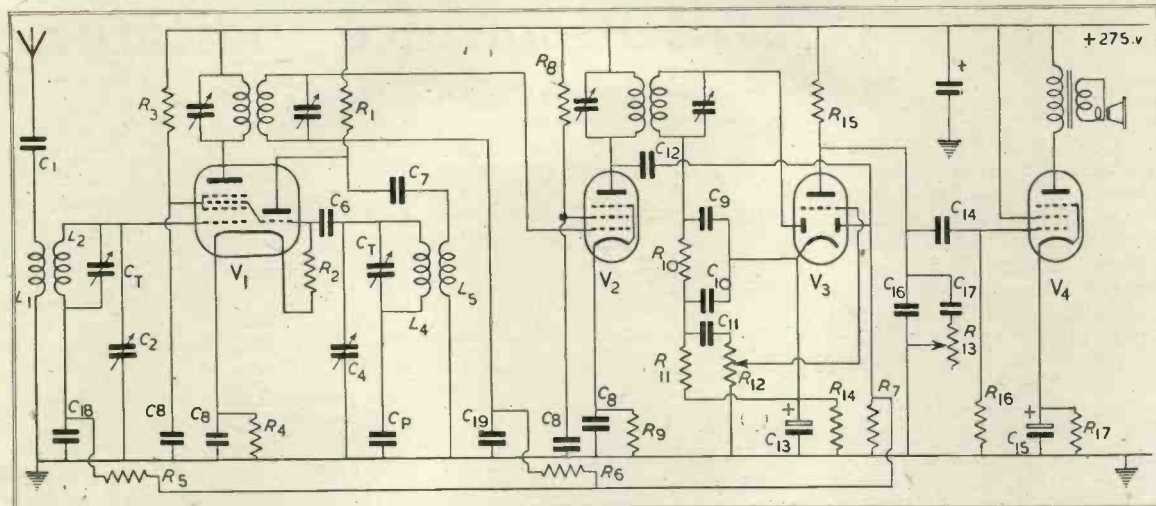 +275.v
R8
R3
R1
R15
C1
C12
C7
C6
C9
C14
L2
CT
R2
CT
R10
V1
V2
V3
V4
L1
L5
C10
C16
C17
L4
C11
R
13
C2
C4
R
11
R12
R14
R7
R16
C18
C8
C8
R4
CP
C19
C8
C8
R9
C13
C15
R17
R5
R6